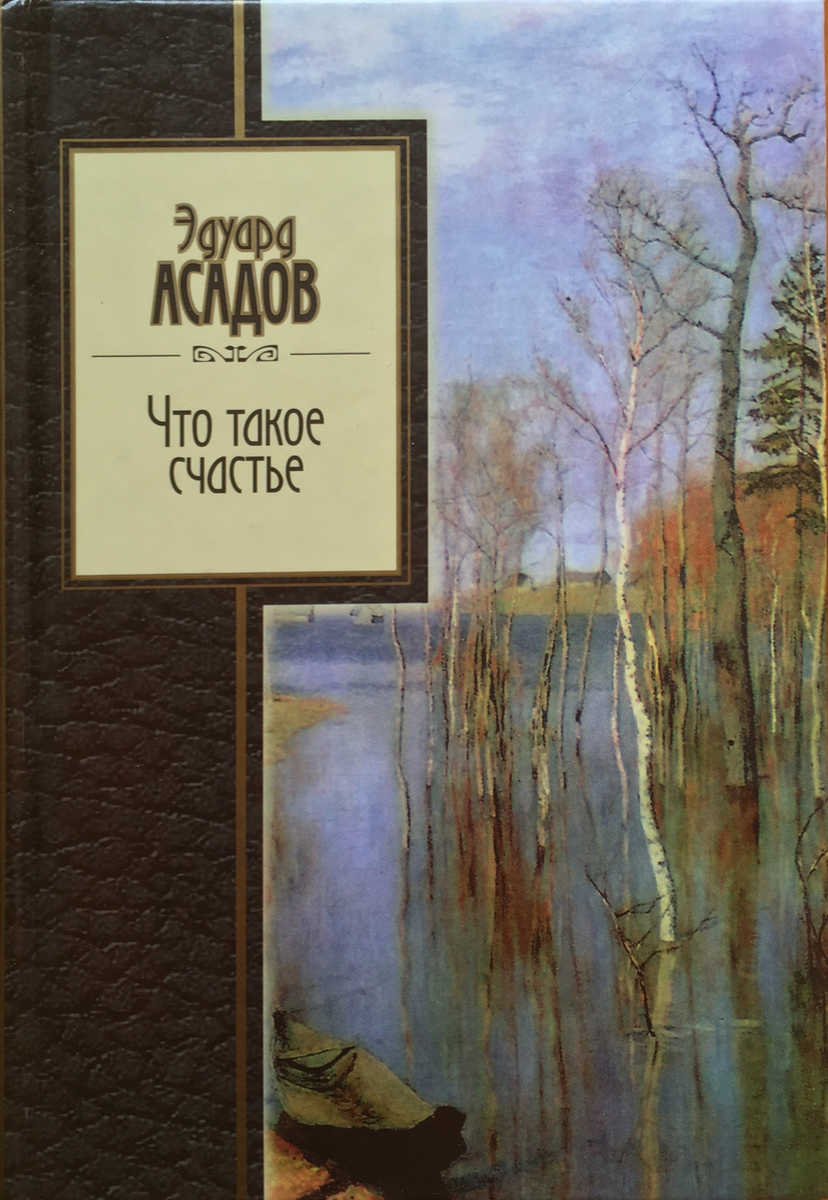 Эдуард
АСАДОВ
Что такое
счастье